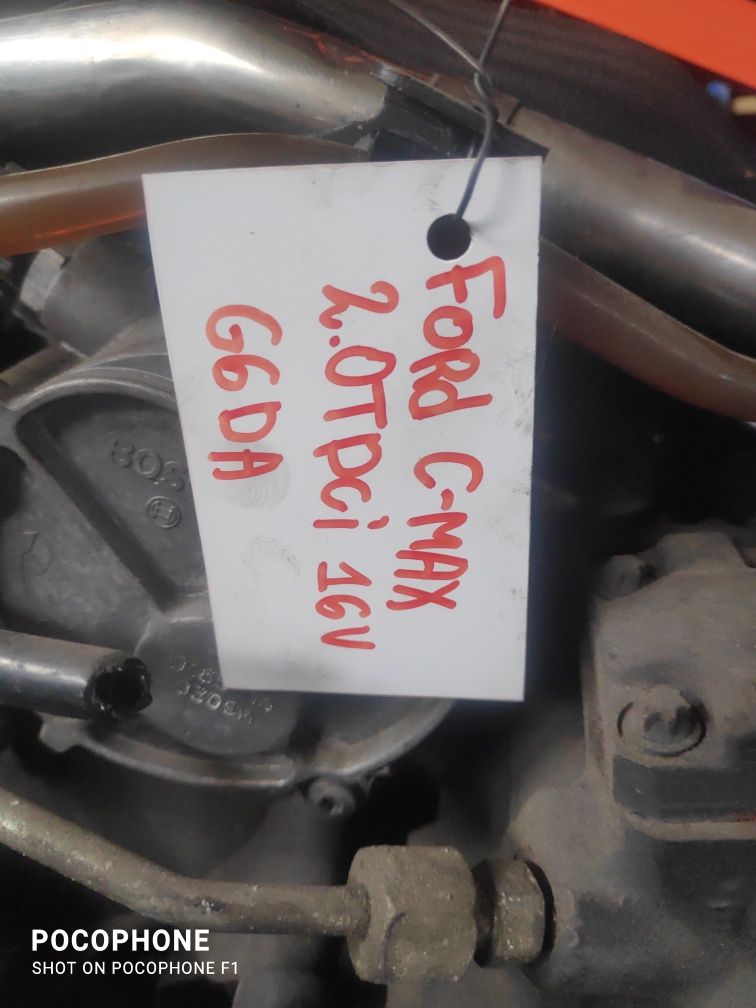 Ford C-MAX
2.0TDCi 16V
G6DA
POCOPHONE
SHOT ON POCOPHONE F1